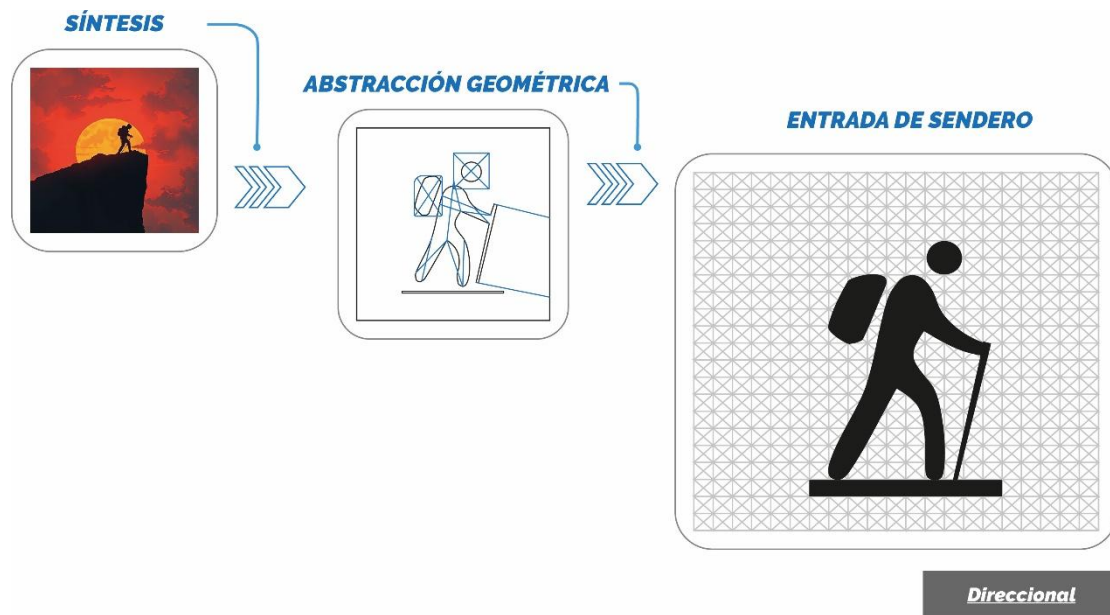 SÍNTESIS
ABSTRACCIÓN GEOMÉTRICA
ENTRADA DE SENDERO
Direccional